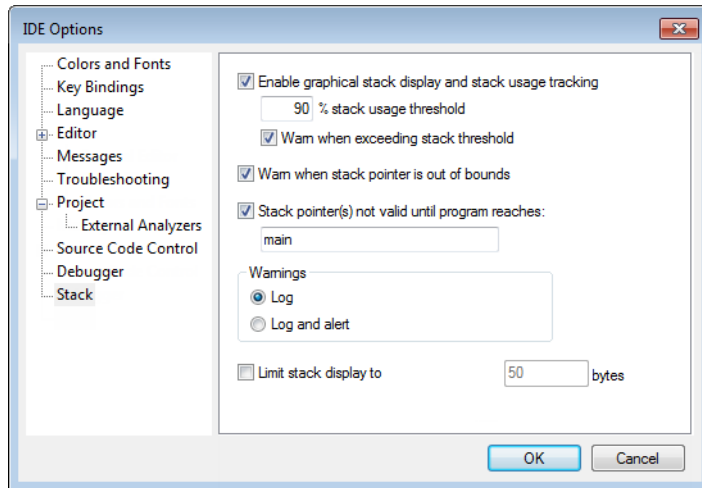 IDE Options
Colors and Fonts
Key Bindings
Language
Editor
Messages
Troubleshooting
Project
External Analyzers
Source Code Control
Debugger
Stack
Enable graphical stack display and stack usage tracking
90 % stack usage threshold
Warn when exceeding stack threshold
Warn when stack pointer is out of bounds
Stack pointer(s) not valid until program reaches:
main
Warnings
Log
Log and alert
Limit stack display to 50 bytes
OK Cancel